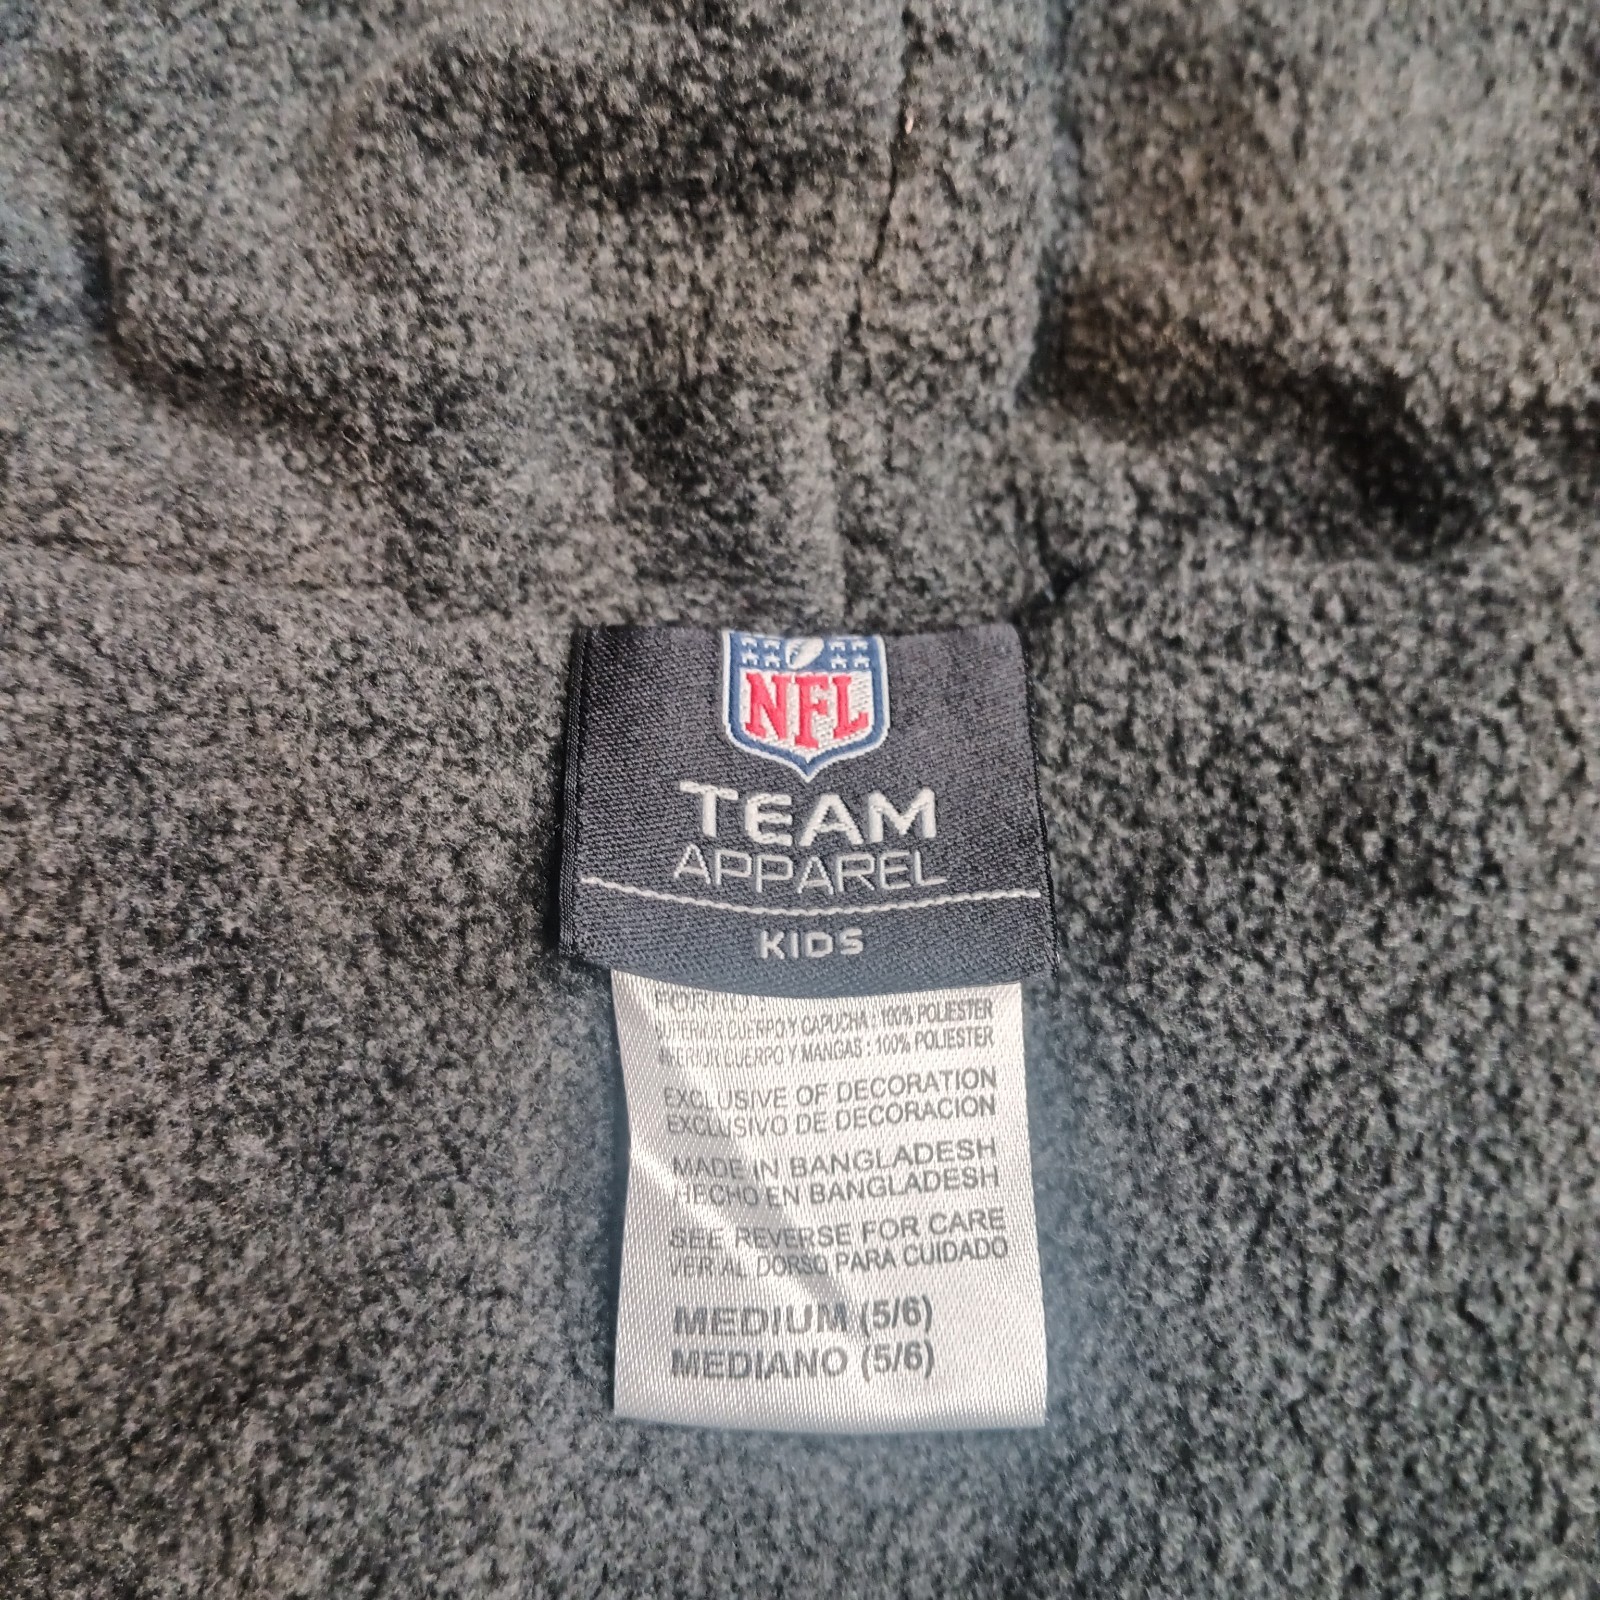 NFL
TEAM
APPAREL
KIDS
SUPERIOR CUERPO Y CAPUCHA : 100% POLIESTER
INFERIOR CUERPO Y MANGAS : 100% POLIESTER
EXCLUSIVE OF DECORATION
EXCLUSIVO DE DECORACION
MADE IN BANGLADESH
HECHO EN BANGLADESH
SEE REVERSE FOR CARE
VER AL DORSO PARA CUIDADO
MEDIUM (5/6)
MEDIANO (5/6)